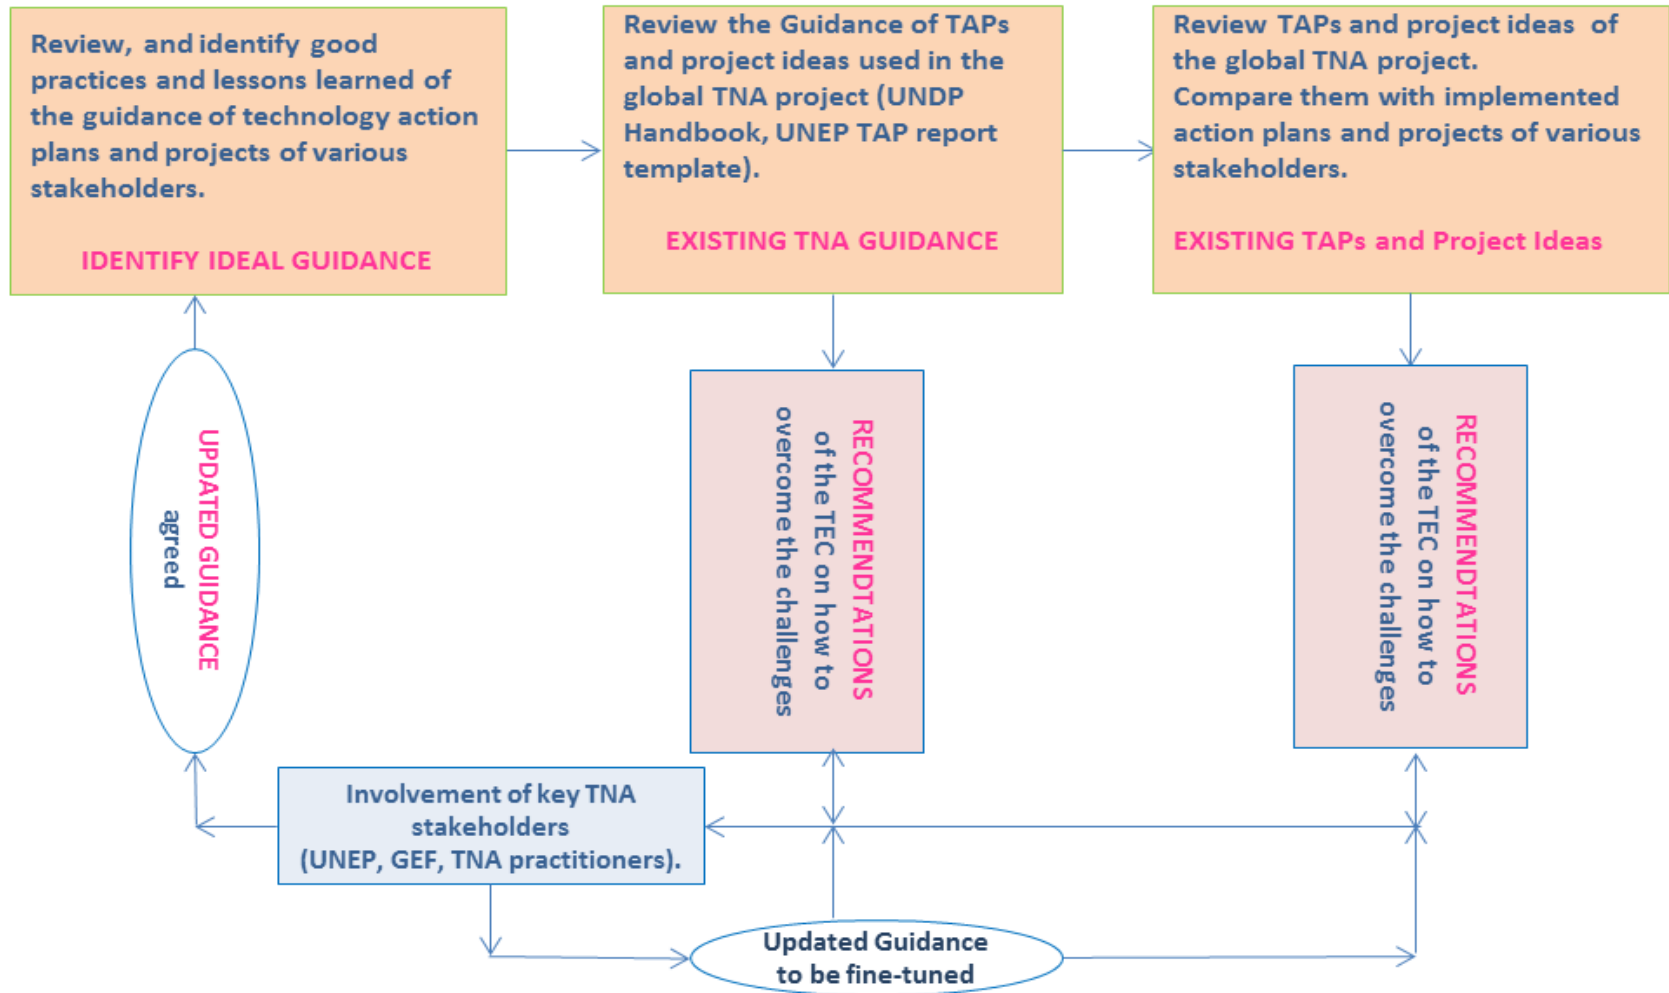 Review, and identify good
practices and lessons learned of
the guidance of technology action
plans and projects of various
stakeholders.
IDENTIFY IDEAL GUIDANCE
Review the Guidance of TAPs
and project ideas used in the
global TNA project (UNDP
Handbook, UNEP TAP report
template).
EXISTING TNA GUIDANCE
Review TAPs and project ideas of
the global TNA project.
Compare them with implemented
action plans and projects of various
stakeholders.
EXISTING TAPs and Project Ideas
UPDATED GUIDANCE
agreed
RECOMMENDTATIONS
of the TEC on how to
overcome the challenges
RECOMMENDTATIONS
of the TEC on how to
overcome the challenges
Involvement of key TNA
stakeholders
(UNEP, GEF, TNA practitioners).
Updated Guidance
to be fine-tuned